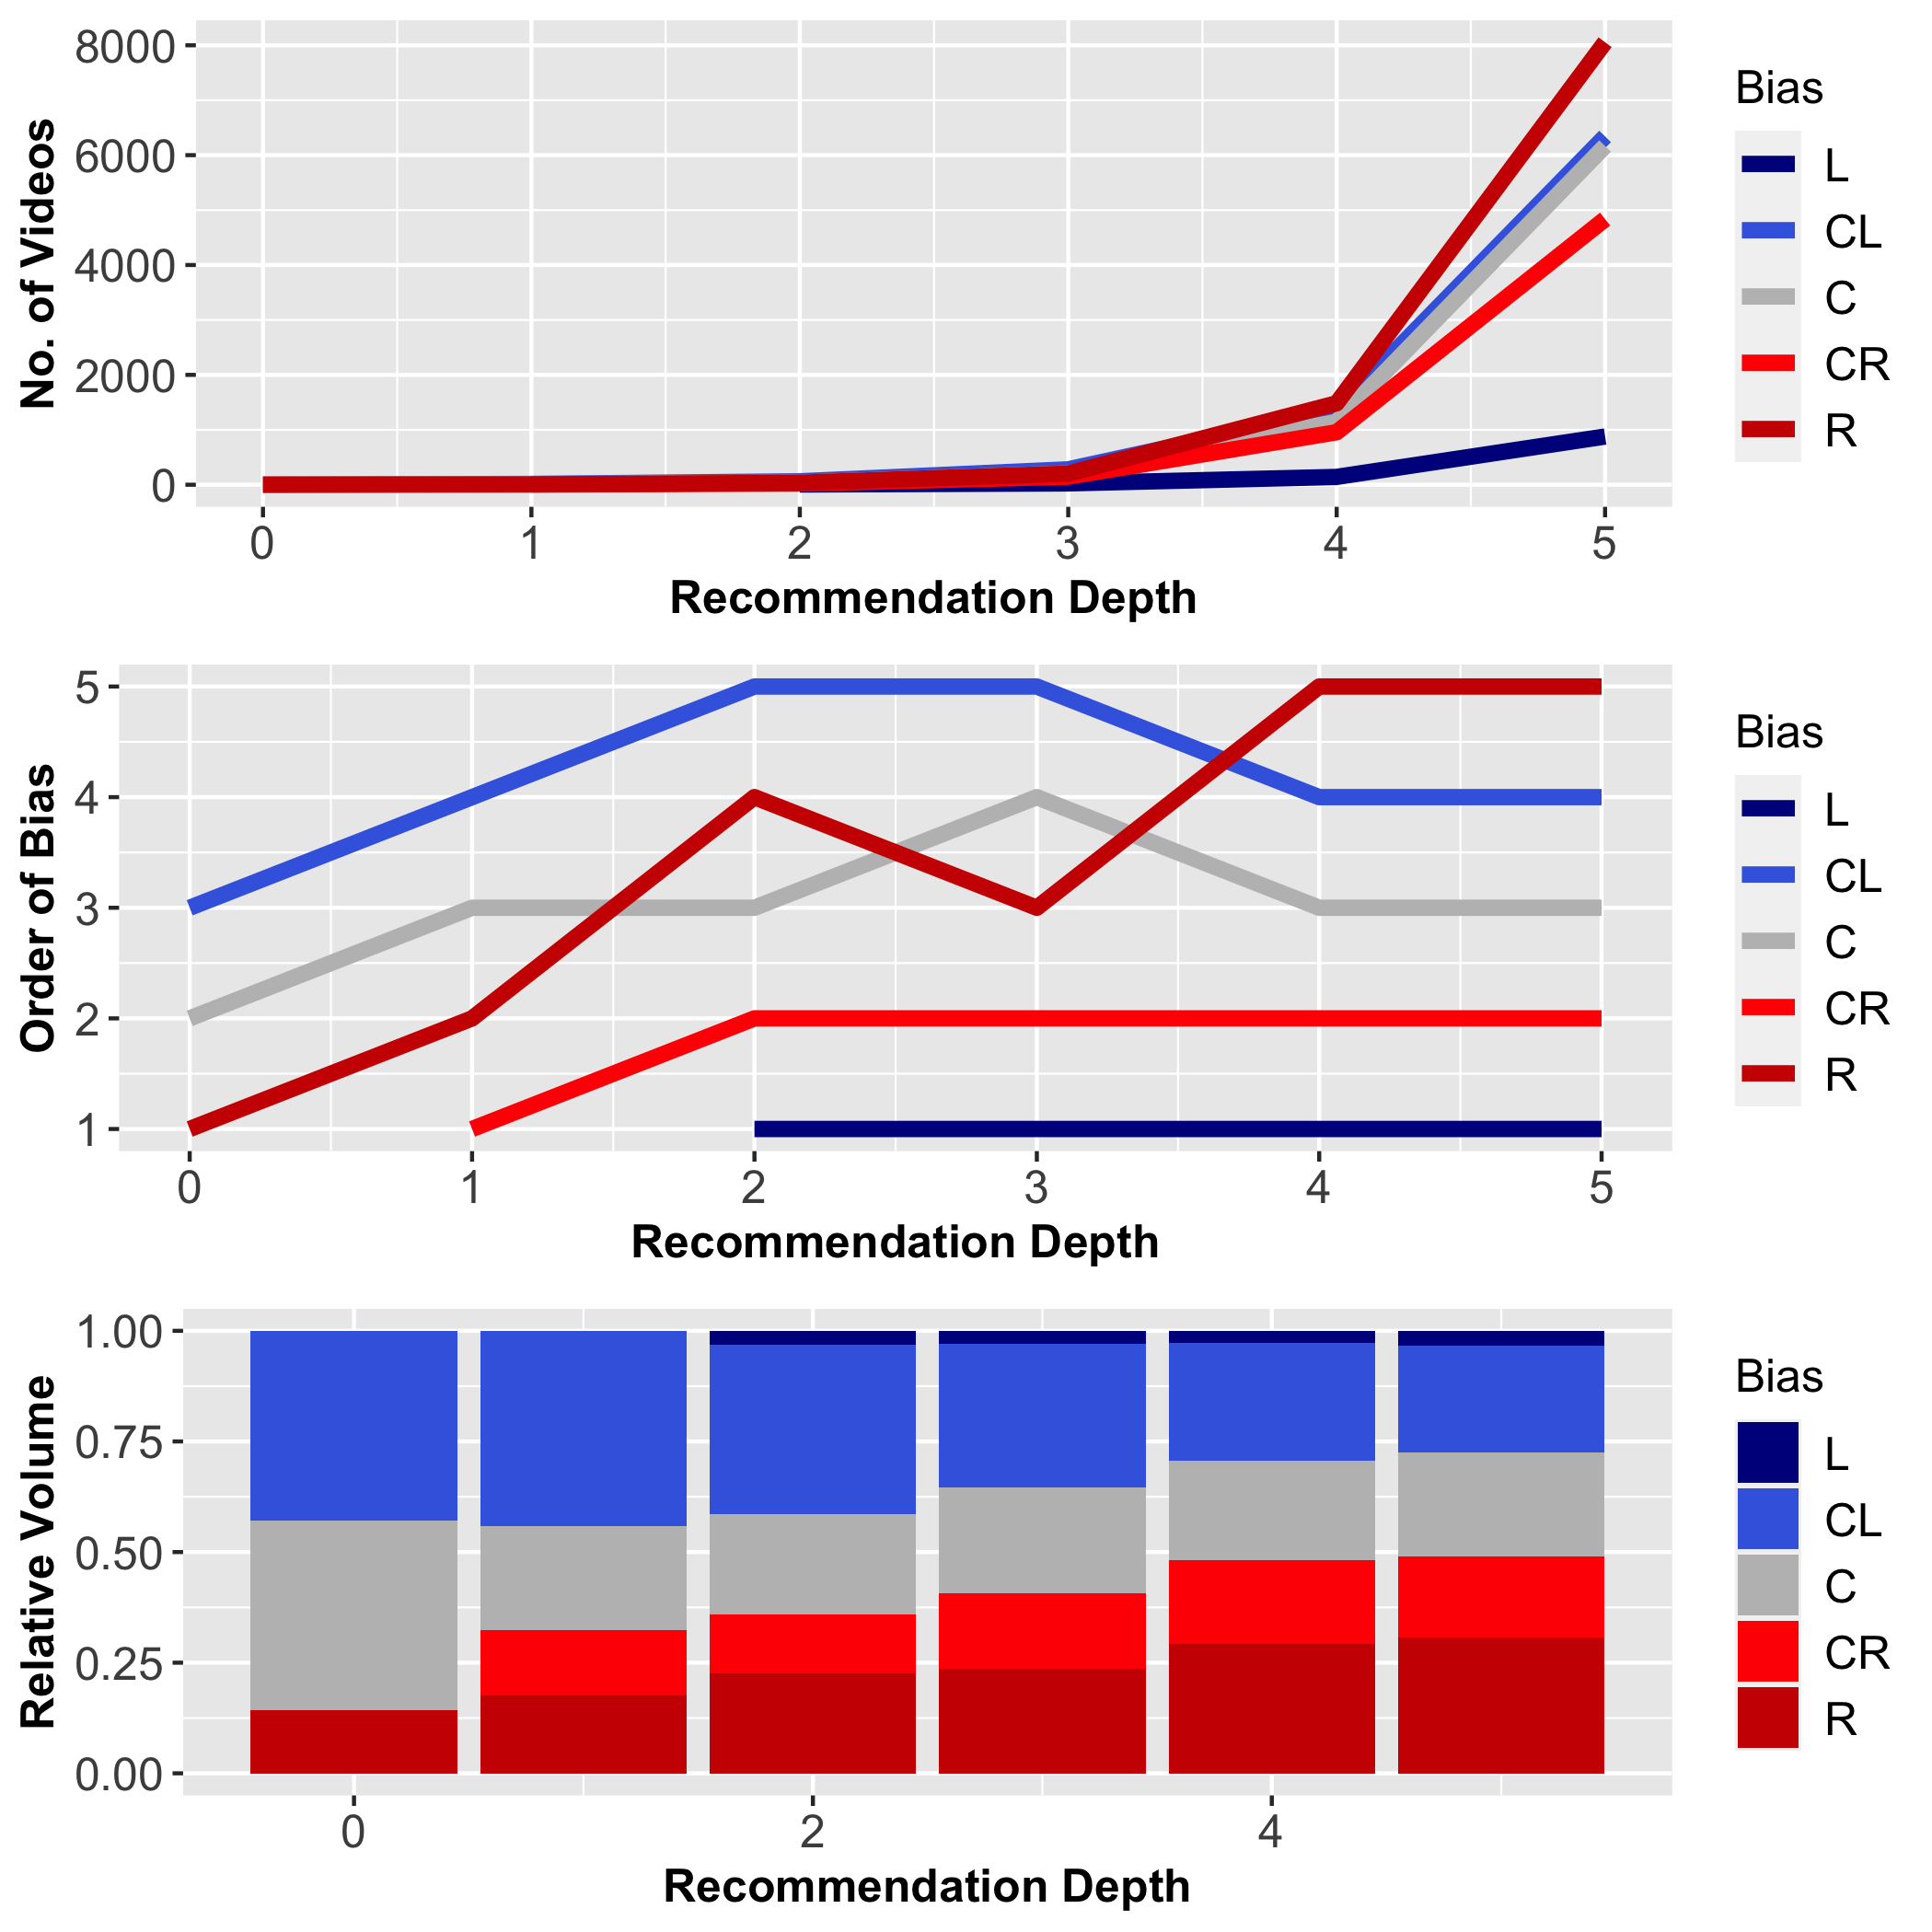 No. of Videos
8000
6000
4000
2000
0
0 1 2 3 4 5
Recommendation Depth
Bias
L
CL
C
CR
R
Order of Bias
5
4
3
2
1
0 1 2 3 4 5
Recommendation Depth
Bias
L
CL
C
CR
R
Relative Volume
1.00
0.75
0.50
0.25
0.00
0 2 4
Recommendation Depth
Bias
L
CL
C
CR
R